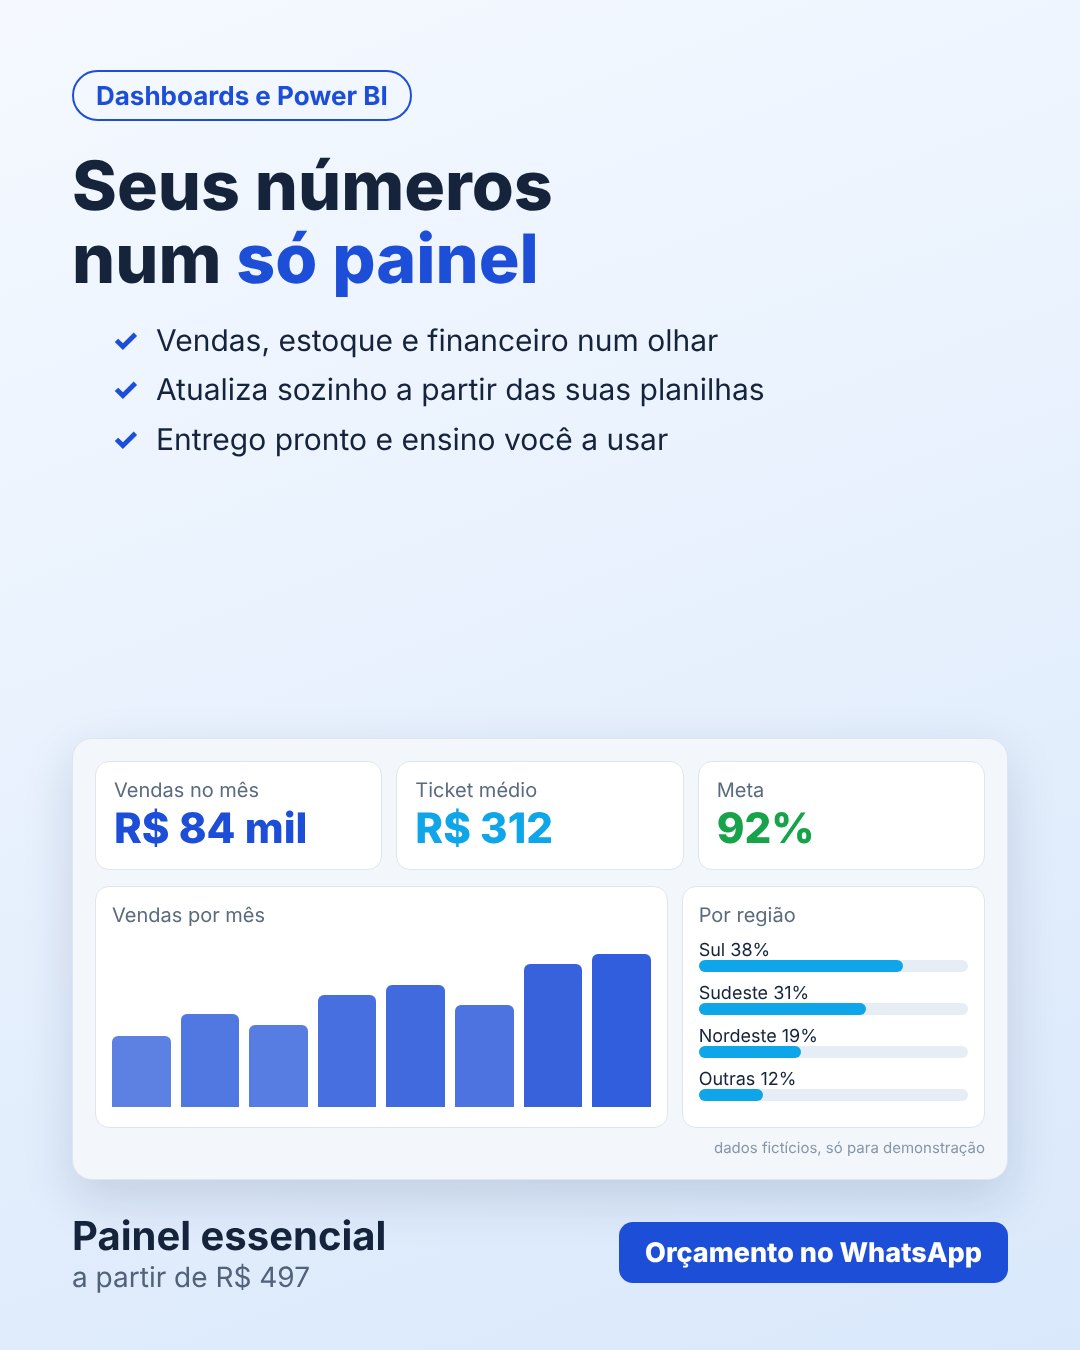 Dashboards e Power BI
Seus números
num só painel
Vendas, estoque e financeiro num olhar
Atualiza sozinho a partir das suas planilhas
Entrego pronto e ensino você a usar
Vendas no mês
R$ 84 mil
Ticket médio
R$ 312
Meta
92%
Vendas por mês
Por região
Sul 38%
Sudeste 31%
Nordeste 19%
Outras 12%
dados fictícios, só para demonstração
Painel essencial
a partir de R$ 497
Orçamento no WhatsApp